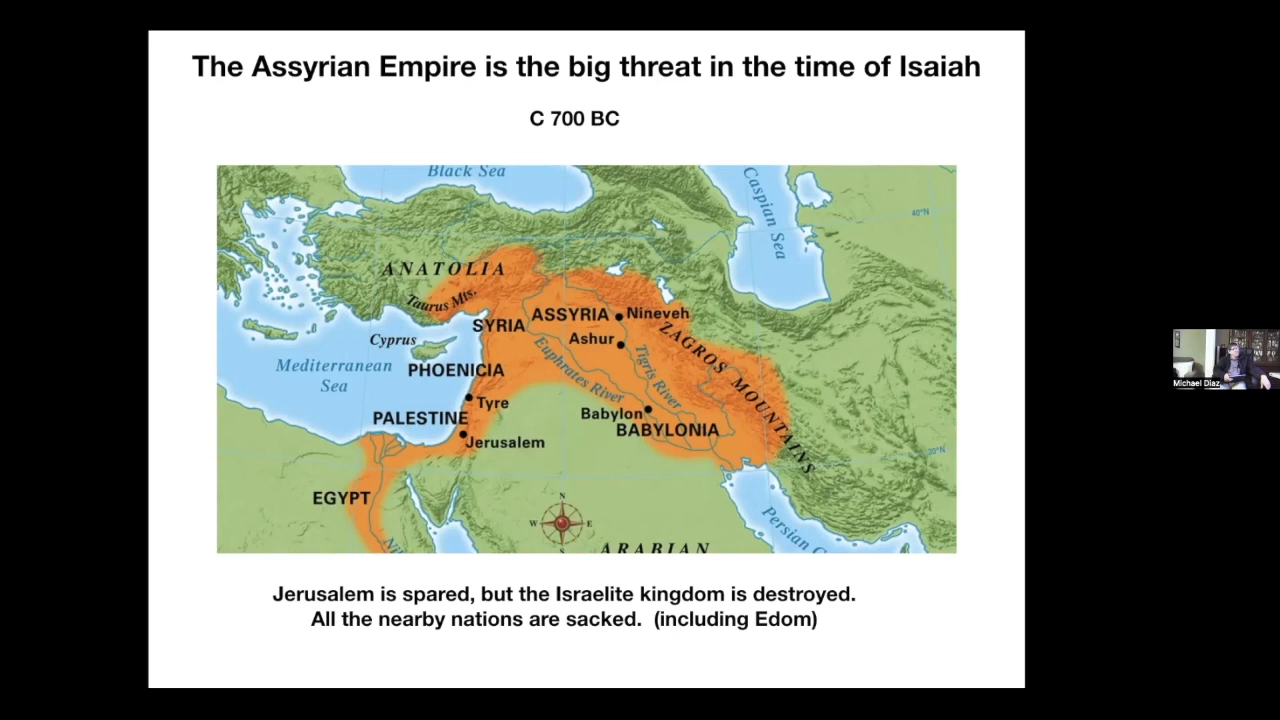 The Assyrian Empire is the big threat in the time of Isaiah
C 700 BC
Black Sea
Caspian Sea
40°N
ANATOLIA
Taurus Mts.
SYRIA
ASSYRIA
Nineveh
Ashur
ZAGROS MOUNTAINS
Cyprus
Mediterranean
Sea
PHOENICIA
Euphrates River
Tigris River
Tyre
Babylon
BABYLONIA
PALESTINE
Jerusalem
EGYPT
N
W
E
S
Persian G
ARABIAN
Michael Diaz
Jerusalem is spared, but the Israelite kingdom is destroyed.
All the nearby nations are sacked. (including Edom)